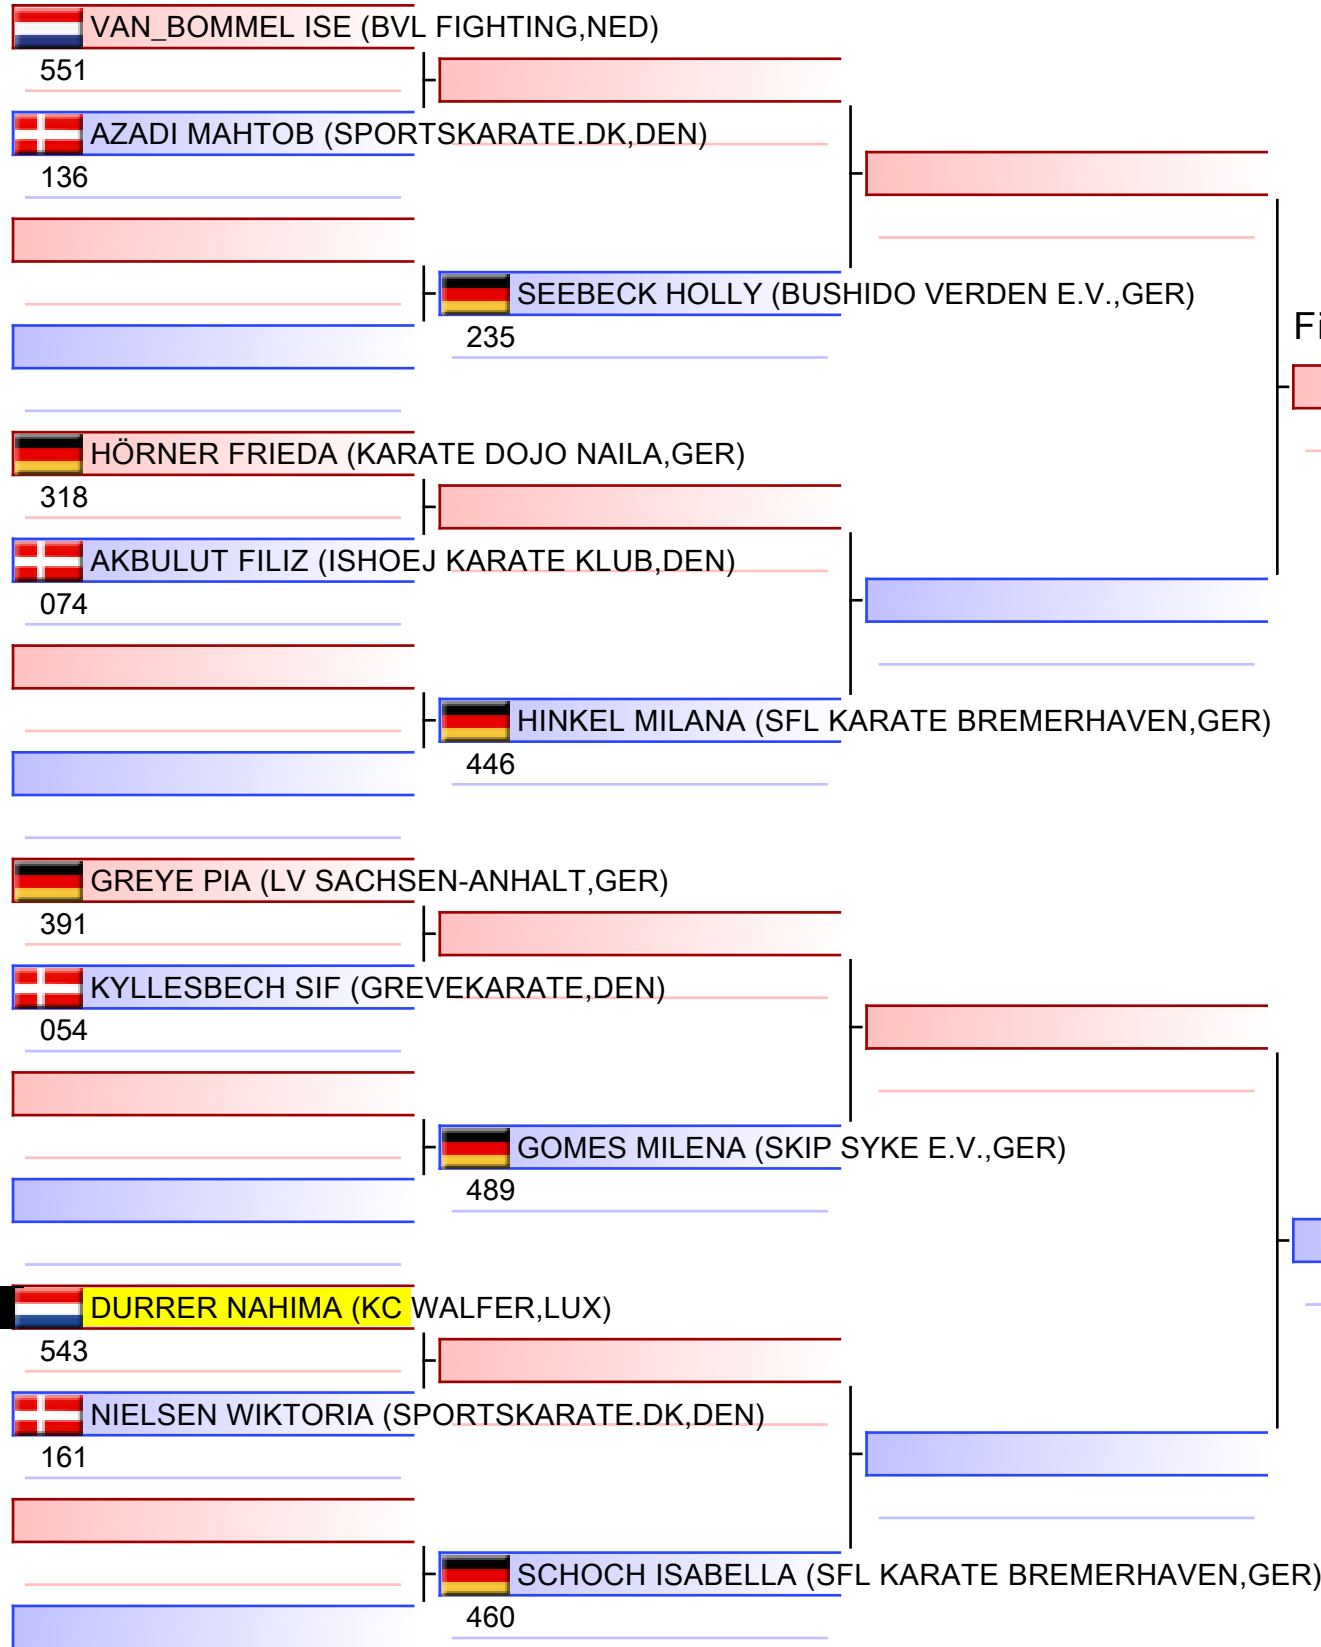 VAN_BOMMEL ISE (BVL FIGHTING,NED)
551
AZADI MAHTOB (SPORTSKARATE.DK,DEN)
136
SEEBECK HOLLY (BUSHIDO VERDEN E.V.,GER)
235
Fi
HÖRNER FRIEDA (KARATE DOJO NAILA,GER)
318
AKBULUT FILIZ (ISHOEJ KARATE KLUB,DEN)
074
HINKEL MILANA (SFL KARATE BREMERHAVEN,GER)
446
GREYE PIA (LV SACHSEN-ANHALT,GER)
391
KYLLESBECH SIF (GREVEKARATE,DEN)
054
GOMES MILENA (SKIP SYKE E.V.,GER)
489
DURRER NAHIMA (KC WALFER,LUX)
543
NIELSEN WIKTORIA (SPORTSKARATE.DK,DEN)
161
SCHOCH ISABELLA (SFL KARATE BREMERHAVEN,GER)
460